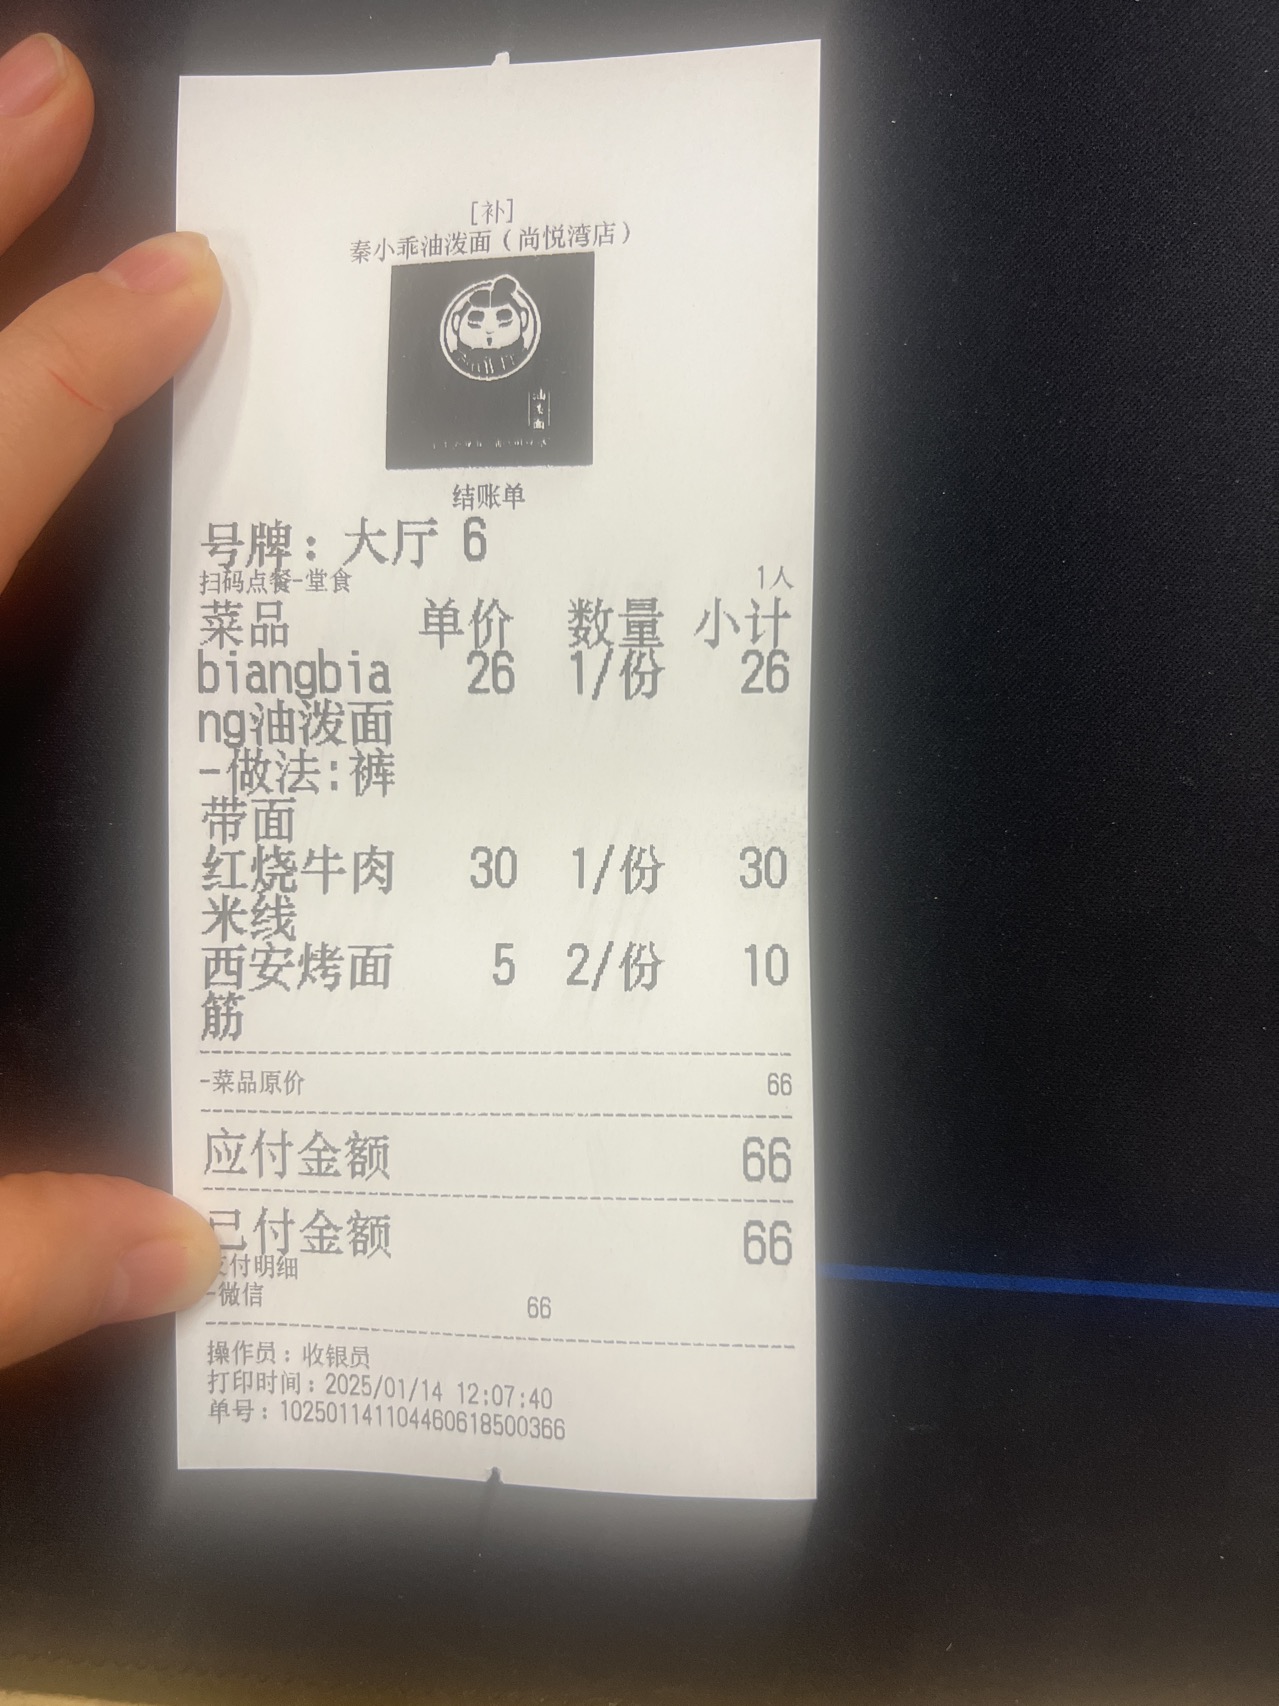 [补]
秦小乖油泼面（尚悦湾店）
结账单
号牌：大厅 6
扫码点餐-堂食 1人
菜品 单价 数量 小计
biangbia 26 1/份 26
ng油泼面
-做法:裤
带面
红烧牛肉 30 1/份 30
米线
西安烤面 5 2/份 10
筋
-菜品原价 66
应付金额 66
已付金额 66
支付明细
-微信 66
操作员：收银员
打印时间：2025/01/14 12:07:40
单号：102501141104460618500366